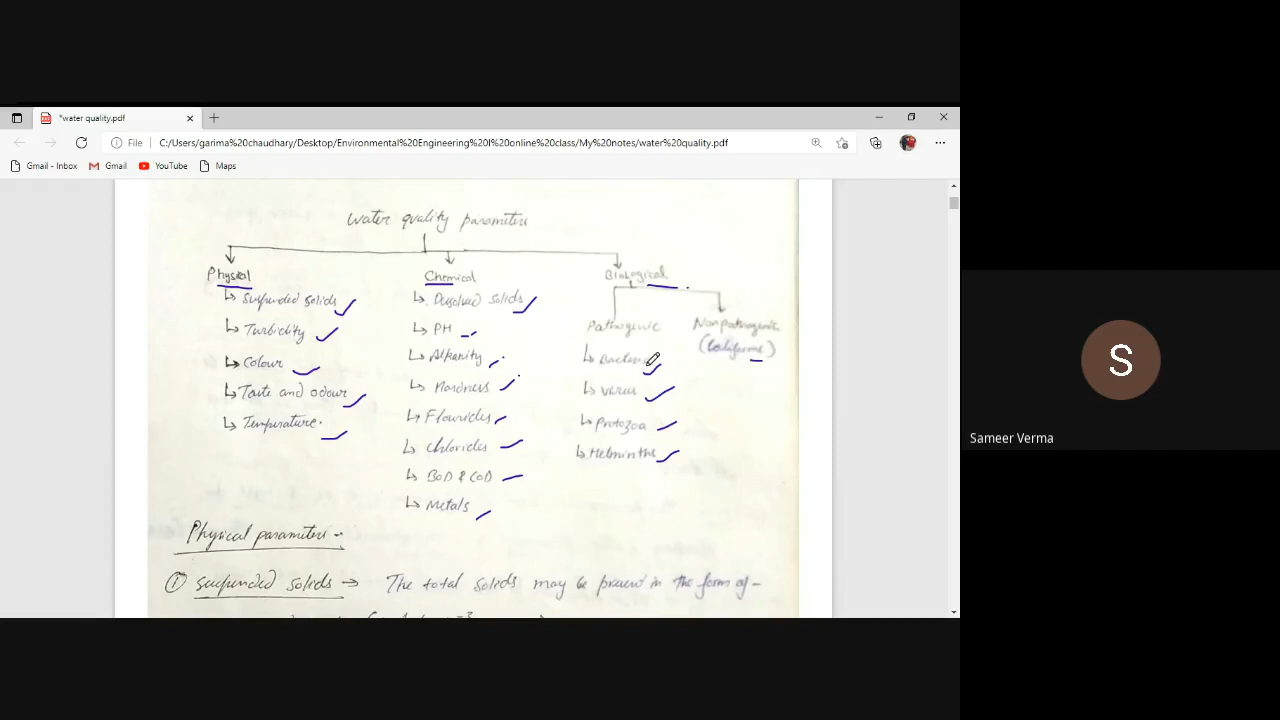 *water quality.pdf
File
C:/Users/garima%20chaudhary/Desktop/Environmental%20Engineering%20I%20online%20class/My%20notes/water%20quality.pdf
Gmail - Inbox
Gmail
YouTube
Maps
Water quality parameters
Physical
Suspended solids
Turbidity
Colour
Taste and odour
Temperature
Chemical
Dissolved solids
PH
Alkanity
Hardness
Flourides
Chlorides
BOD & COD
Metals
Biological
Pathogenic
Bacteria
Virus
Protozoa
Helminths
Nonpathogenic
(Coliforms)
Physical parameters -
① suspended solids → The total solids may be present in the form of -
S
Sameer Verma